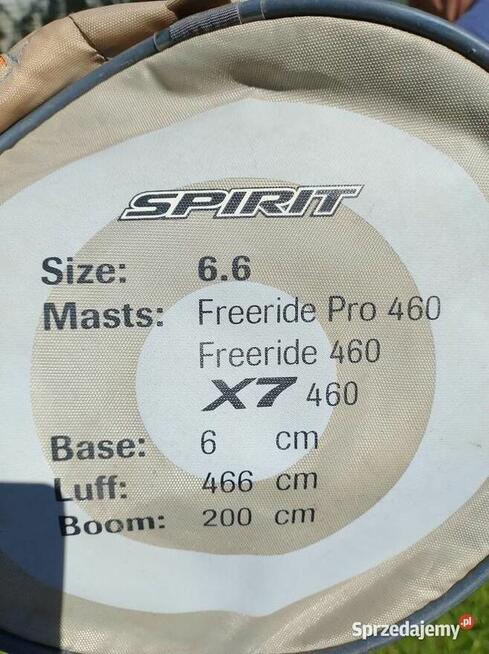 SPIRIT
Size: 6.6
Masts: Freeride Pro 460
Freeride 460
X7 460
Base: 6 cm
Luff: 466 cm
Boom: 200 cm
Sprzedajemy.pl